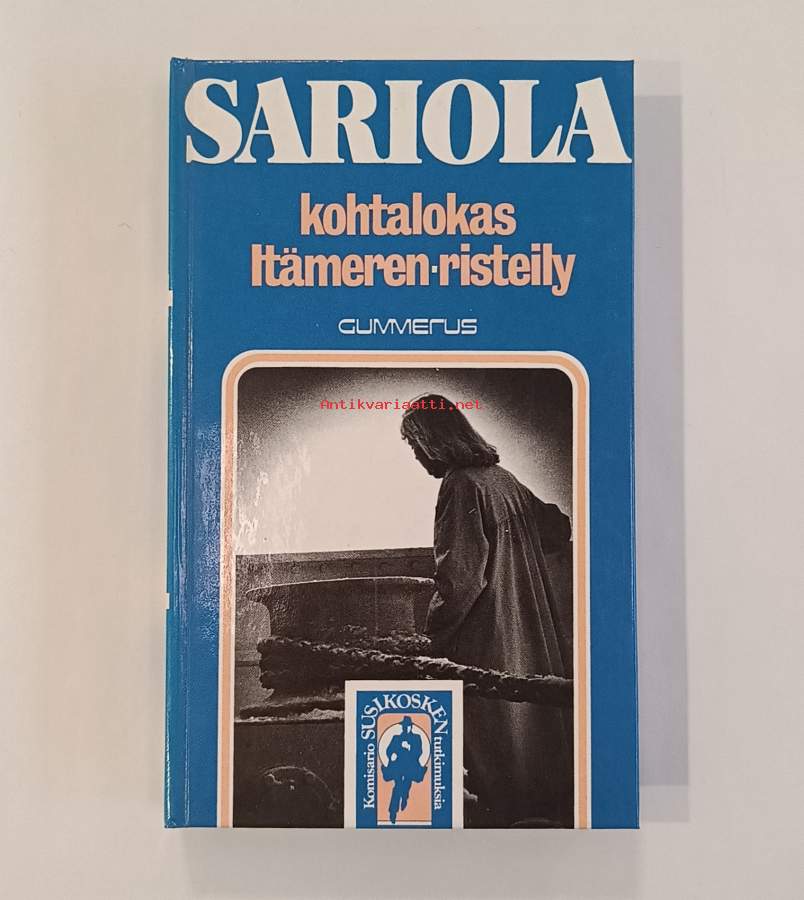 SARIOLA
kohtalokas
Itämeren-risteily
GUMMERUS
Antikvariaatti.net
Komisario SUSIKOSKEN tutkimuksia